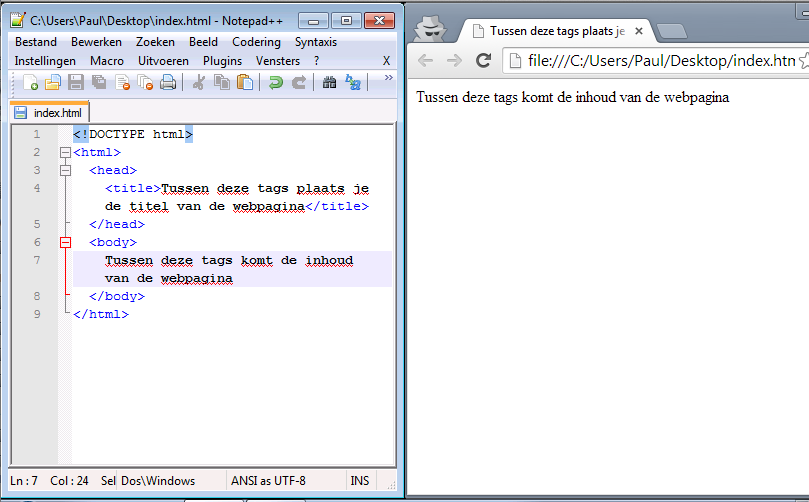 C:\Users\Paul\Desktop\index.html - Notepad++
Bestand Bewerken Zoeken Beeld Codering Syntaxis
Instellingen Macro Uitvoeren Plugins Vensters ? X
index.html
1 <!DOCTYPE html>
2 <html>
3 <head>
4 <title>Tussen deze tags plaats je
de titel van de webpagina</title>
5 </head>
6 <body>
7 Tussen deze tags komt de inhoud
van de webpagina
8 </body>
9 </html>
Ln : 7 Col : 24 Sel Dos\Windows ANSI as UTF-8 INS
Tussen deze tags plaats je
file:///C:/Users/Paul/Desktop/index.htm
Tussen deze tags komt de inhoud van de webpagina